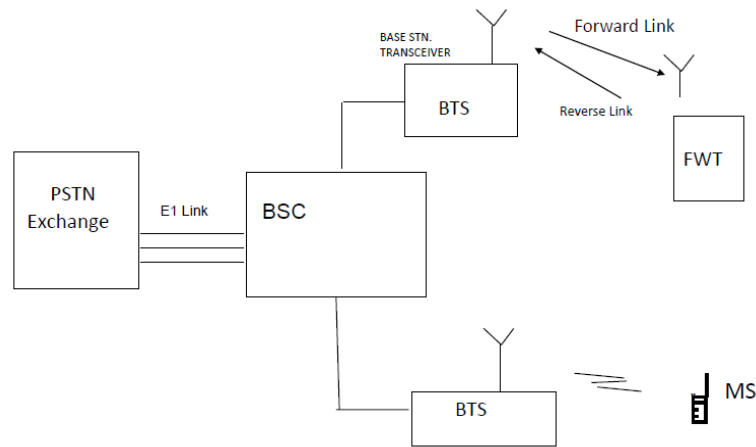 BASE STN.
TRANSCEIVER
Forward Link
BTS
Reverse Link
FWT
PSTN
Exchange
E1 Link
BSC
BTS
MS